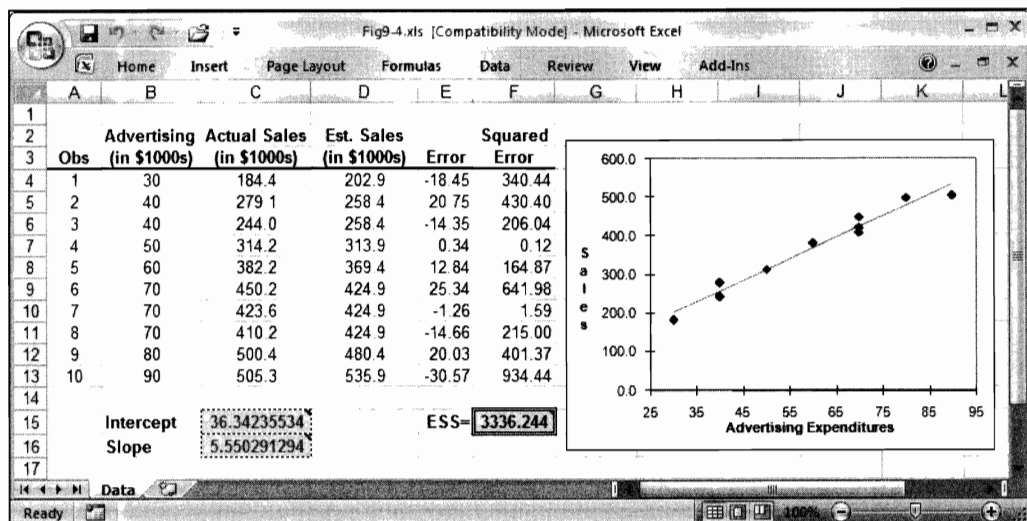 Fig9-4.xls [Compatibility Mode] - Microsoft Excel
Home Insert Page Layout Formulas Data Review View Add-Ins
A B C D E F G H I J K L
1
2 Advertising Actual Sales Est. Sales Squared
3 Obs (in $1000s) (in $1000s) (in $1000s) Error Error
4 1 30 184.4 202.9 -18.45 340.44
5 2 40 279 1 258 4 20 75 430.40
6 3 40 244.0 258.4 -14.35 206.04
7 4 50 314.2 313.9 0.34 0.12
8 5 60 382.2 369 4 12.84 164.87
9 6 70 450.2 424.9 25.34 641.98
10 7 70 423.6 424.9 -1.26 1.59
11 8 70 410.2 424.9 -14.66 215.00
12 9 80 500.4 480.4 20.03 401.37
13 10 90 505.3 535.9 -30.57 934.44
14
15 Intercept 36.34235534 ESS= 3336.244
16 Slope 5.550291294
17
600.0
500.0
400.0
300.0
200.0
100.0
0.0
Sales
25 35 45 55 65 75 85 95
Advertising Expenditures
Data
Ready 100%